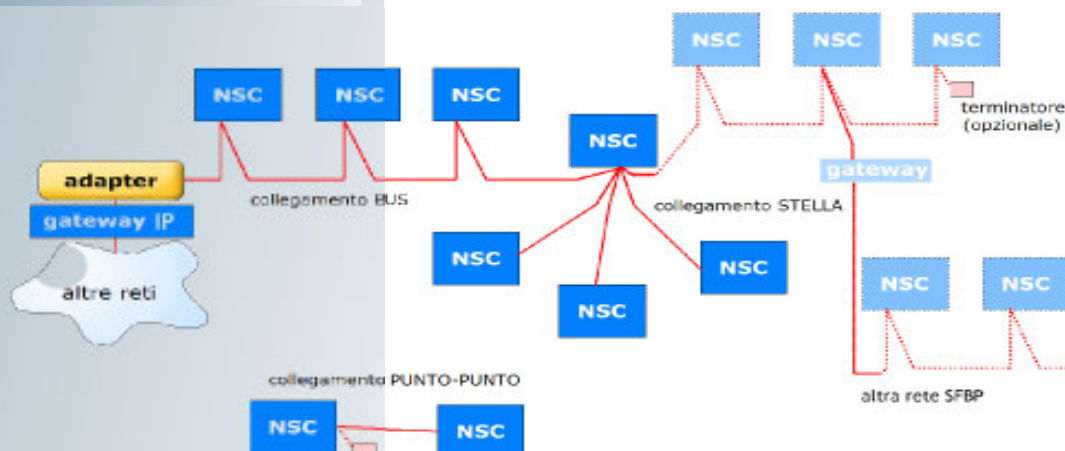 NSC NSC NSC
NSC NSC NSC
terminatore
(opzionale)
NSC
adapter
gateway
collegamento BUS
collegamento STELLA
gateway IP
NSC
NSC
altre reti
NSC NSC
NSC
collegamento PUNTO-PUNTO
altra rete SFBP
NSC NSC